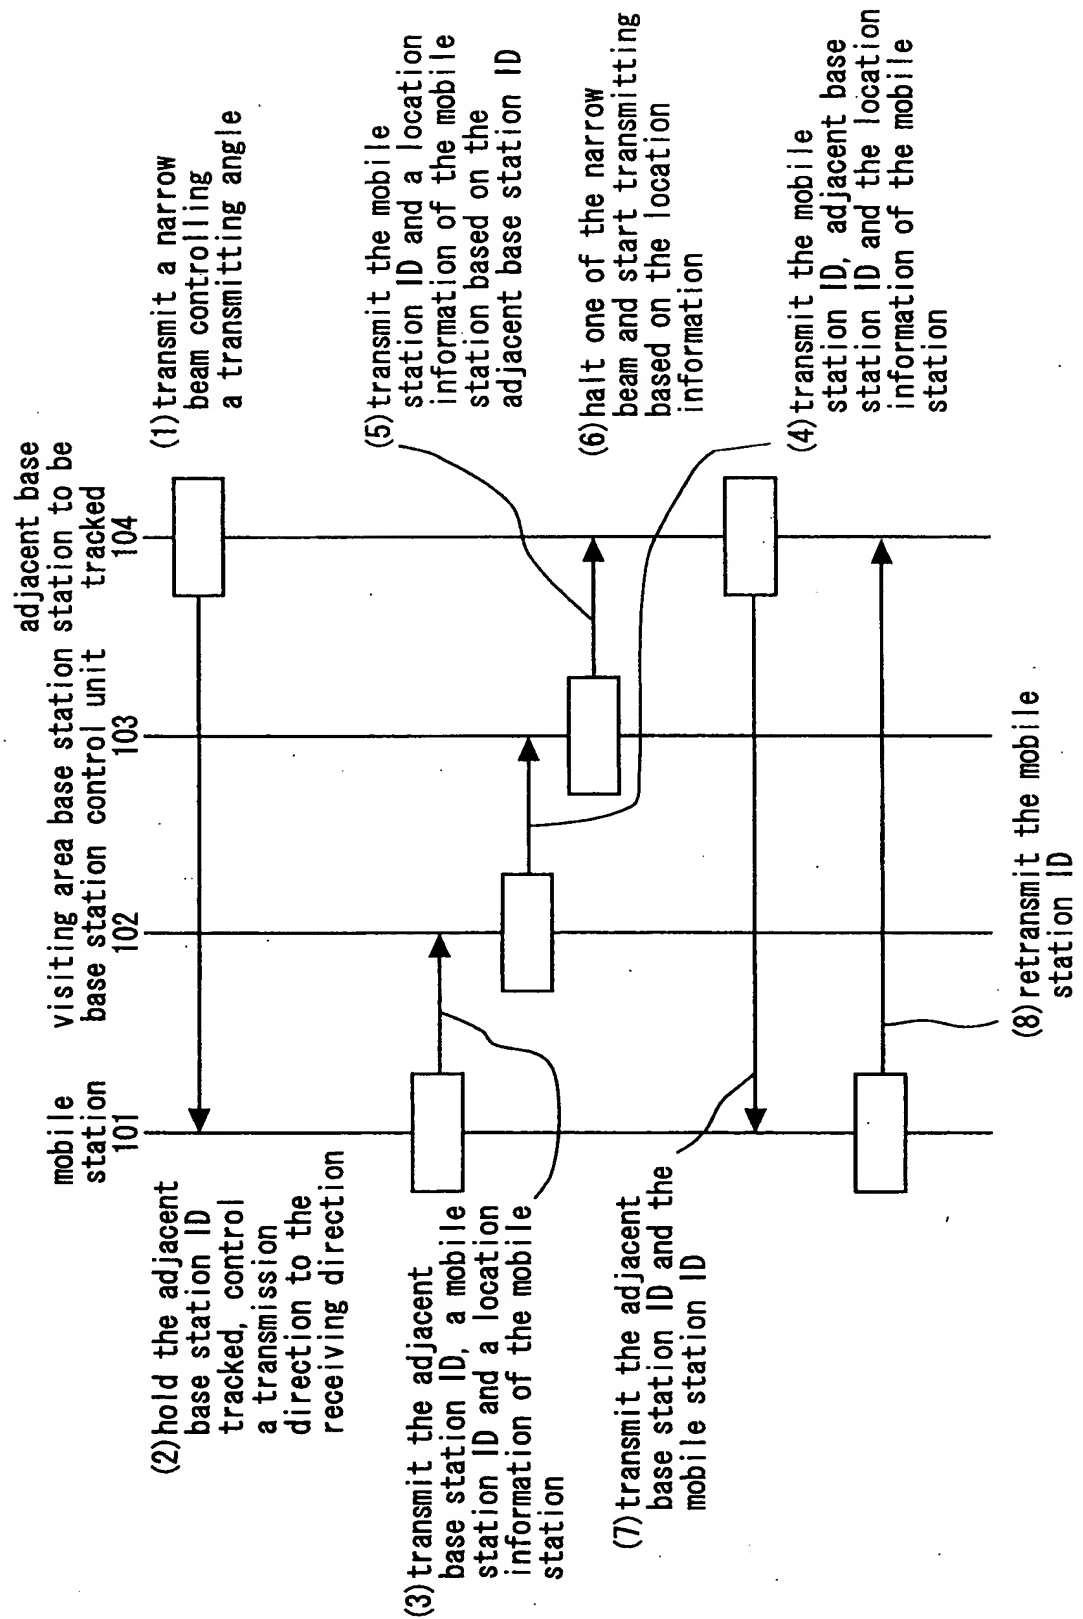 mobile
station
101
visiting area
base station
102
base station
control unit
103
adjacent base
station to be
tracked
104
(1)transmit a narrow
beam controlling
a transmitting angle
(2)hold the adjacent
base station ID
tracked, control
a transmission
direction to the
receiving direction
(3)transmit the adjacent
base station ID, a mobile
station ID and a location
information of the mobile
station
(4)transmit the mobile
station ID, adjacent base
station ID and the location
information of the mobile
station
(5)transmit the mobile
station ID and a location
information of the mobile
station based on the
adjacent base station ID
(6)halt one of the narrow
beam and start transmitting
based on the location
information
(7)transmit the adjacent
base station ID and the
mobile station ID
(8)retransmit the mobile
station ID